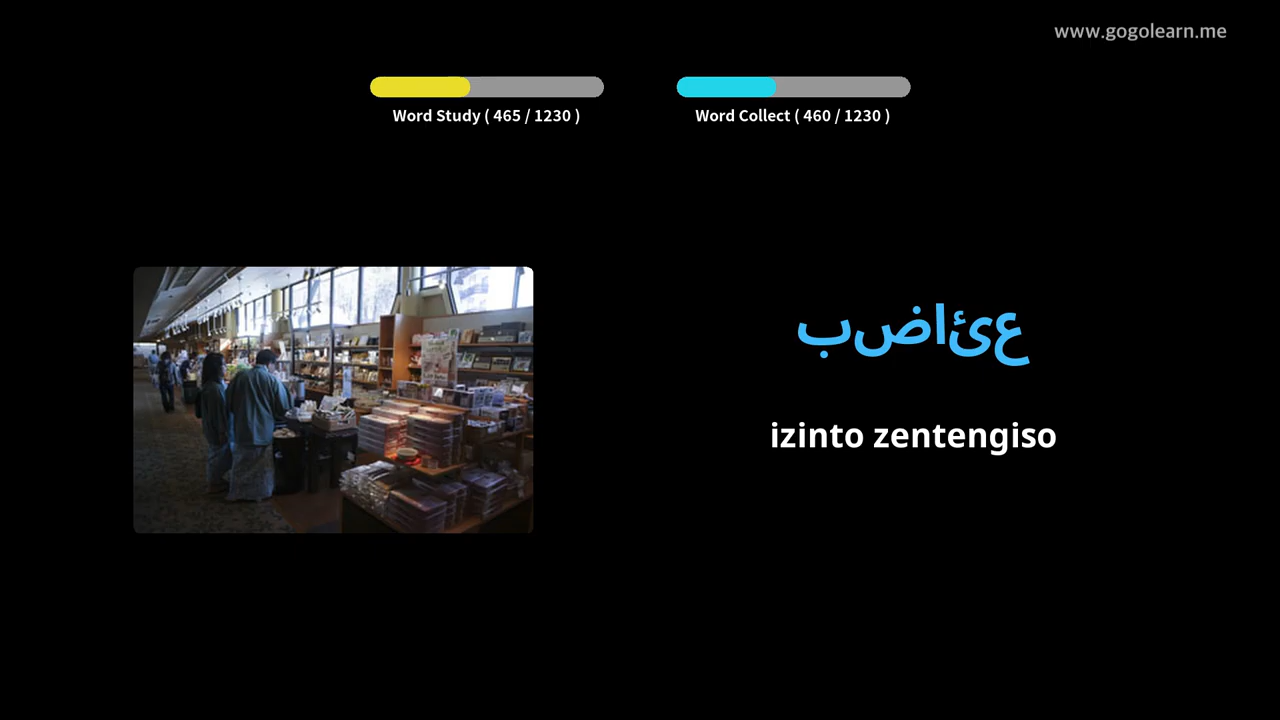 www.gogolearn.me
Word Study ( 465 / 1230 )
Word Collect ( 460 / 1230 )
بضائع
izinto zentengiso